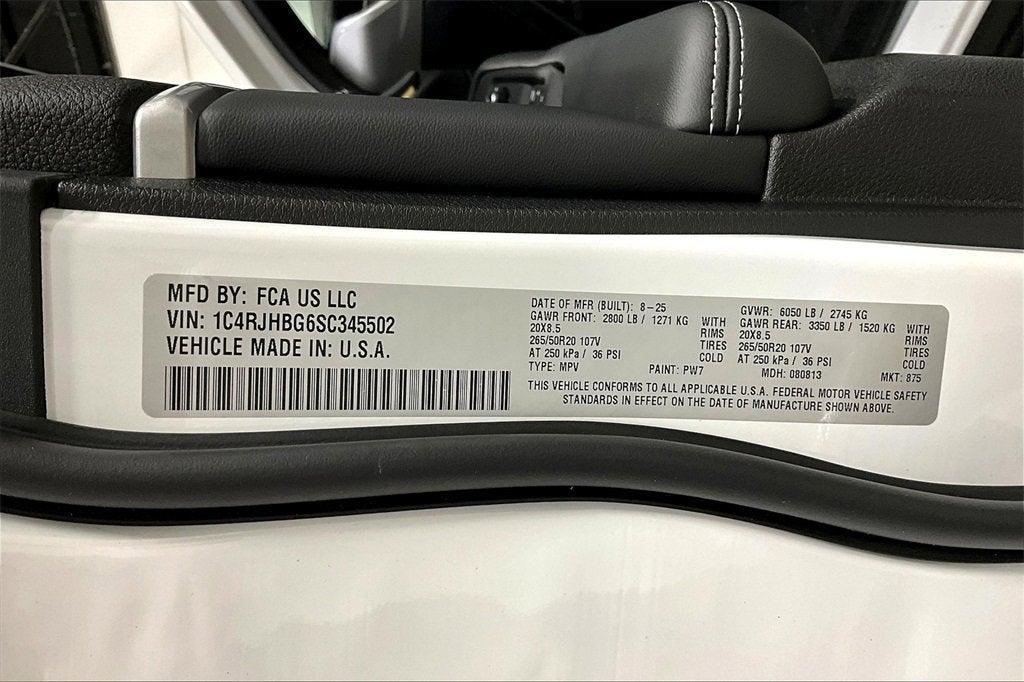 MFD BY: FCA US LLC
VIN: 1C4RJHBG6SC345502
VEHICLE MADE IN: U.S.A.
DATE OF MFR (BUILT): 8-25
GAWR FRONT: 2800 LB / 1271 KG WITH
20X8.5 RIMS
265/50R20 107V TIRES
AT 250 kPa / 36 PSI COLD
TYPE: MPV PAINT: PW7
GVWR: 6050 LB / 2745 KG
GAWR REAR: 3350 LB / 1520 KG WITH
20X8.5 RIMS
265/50R20 107V TIRES
AT 250 kPa / 36 PSI COLD
MDH: 080813 MKT: 875
THIS VEHICLE CONFORMS TO ALL APPLICABLE U.S.A. FEDERAL MOTOR VEHICLE SAFETY
STANDARDS IN EFFECT ON THE DATE OF MANUFACTURE SHOWN ABOVE.